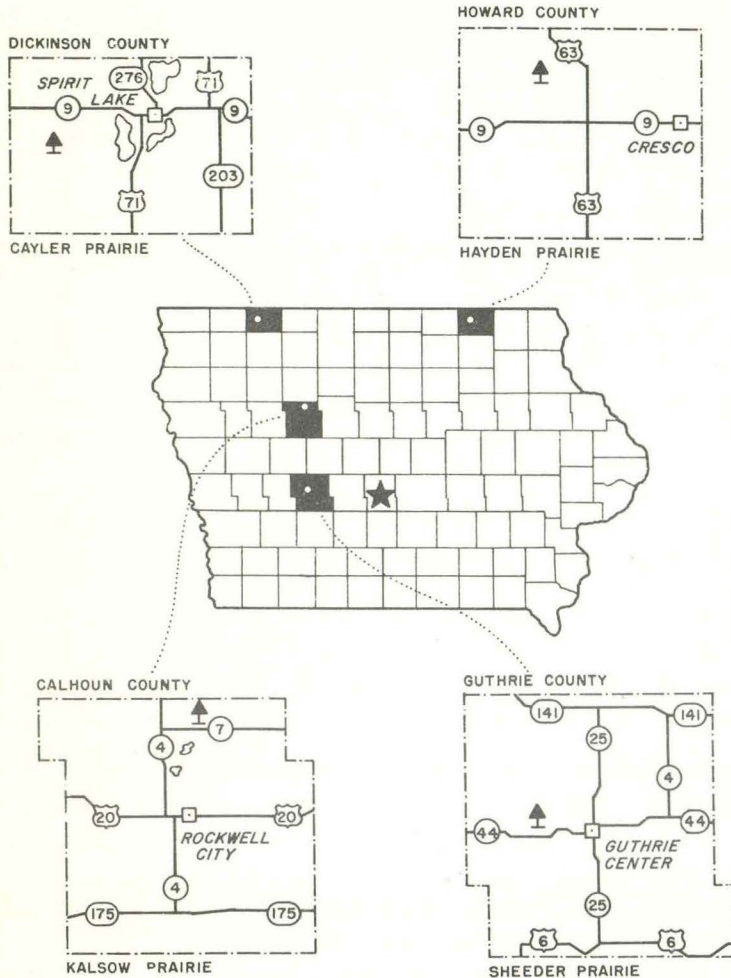 DICKINSON COUNTY
276
71
SPIRIT
LAKE
9
9
203
71
CAYLER PRAIRIE
HOWARD COUNTY
63
9
9
CRESCO
63
HAYDEN PRAIRIE
CALHOUN COUNTY
7
4
20
20
ROCKWELL
CITY
4
175
175
KALSOW PRAIRIE
GUTHRIE COUNTY
141
141
25
4
44
44
GUTHRIE
CENTER
25
6
6
SHEEDER PRAIRIE